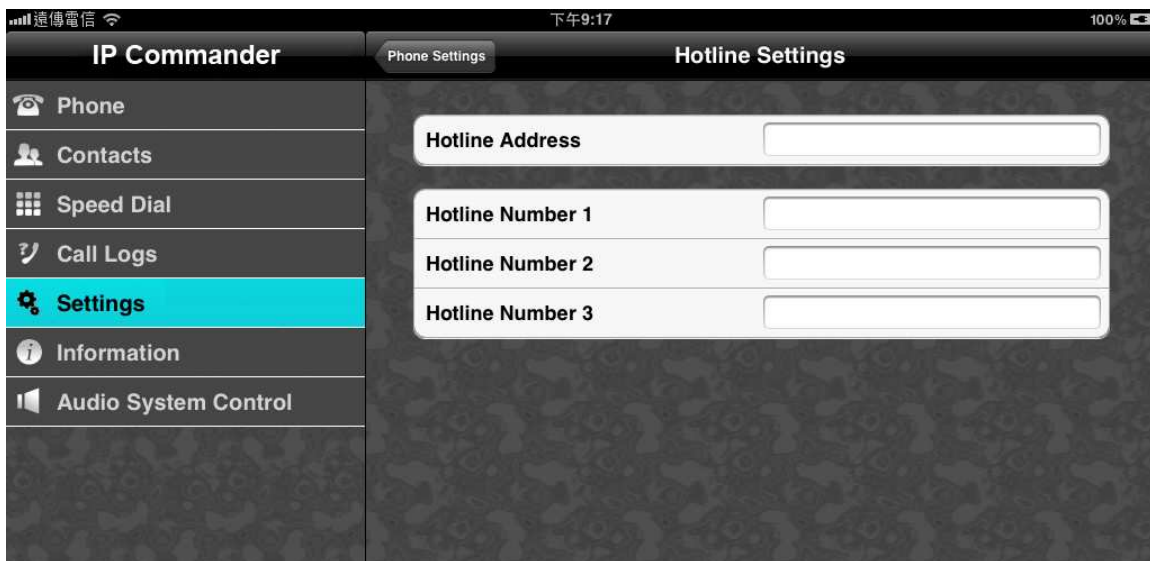 遠傳電信 下午9:17 100%
IP Commander
Phone Settings Hotline Settings
Phone
Contacts
Speed Dial
Call Logs
Settings
Information
Audio System Control
Hotline Address
Hotline Number 1
Hotline Number 2
Hotline Number 3